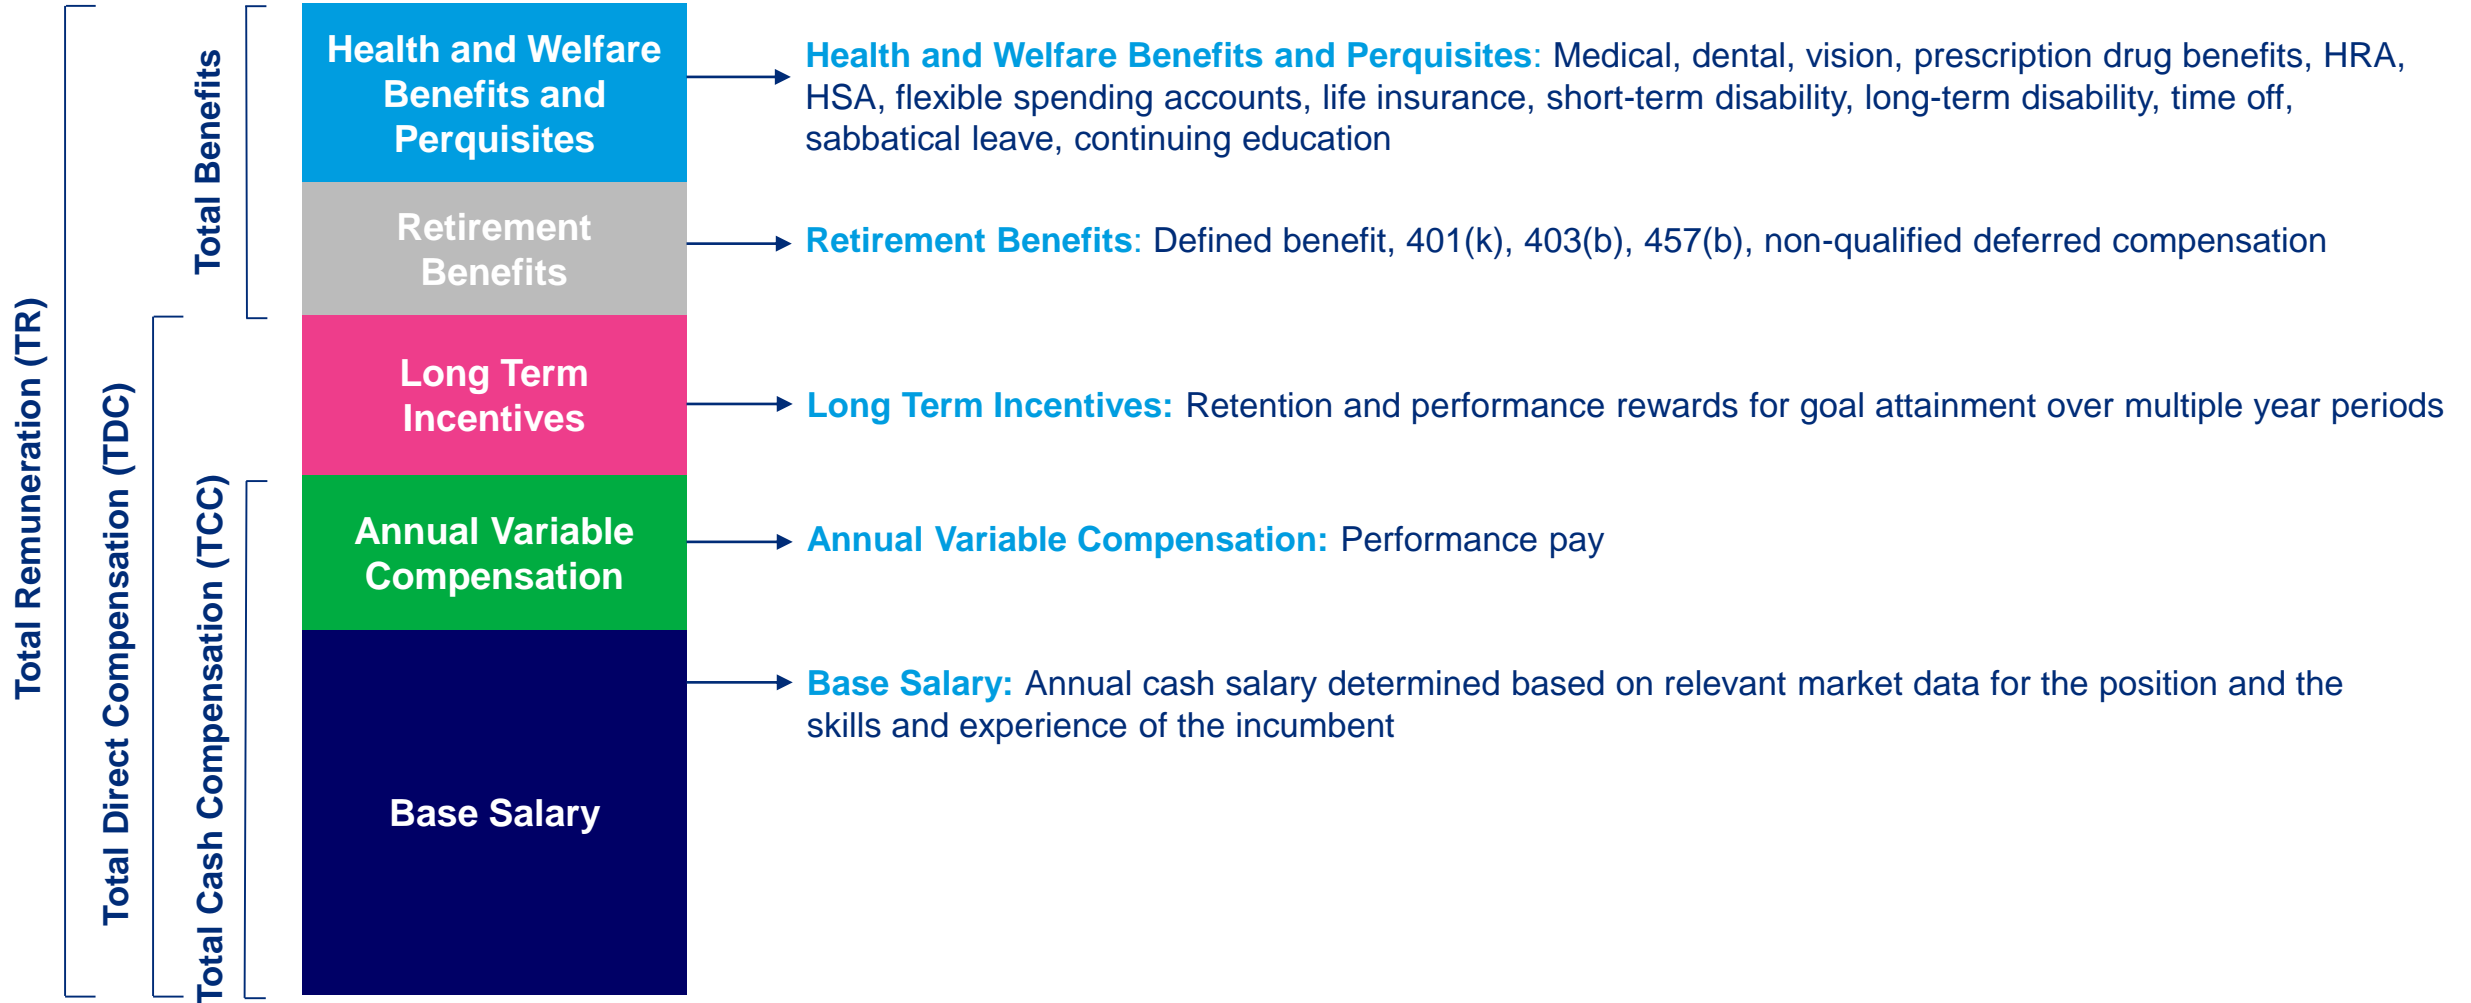 Total Remuneration (TR)
Total Direct Compensation (TDC)
Total Cash Compensation (TCC)
Total Benefits
Health and Welfare
Benefits and
Perquisites
Health and Welfare Benefits and Perquisites: Medical, dental, vision, prescription drug benefits, HRA,
HSA, flexible spending accounts, life insurance, short-term disability, long-term disability, time off,
sabbatical leave, continuing education
Retirement
Benefits
Retirement Benefits: Defined benefit, 401(k), 403(b), 457(b), non-qualified deferred compensation
Long Term
Incentives
Long Term Incentives: Retention and performance rewards for goal attainment over multiple year periods
Annual Variable
Compensation
Annual Variable Compensation: Performance pay
Base Salary
Base Salary: Annual cash salary determined based on relevant market data for the position and the
skills and experience of the incumbent